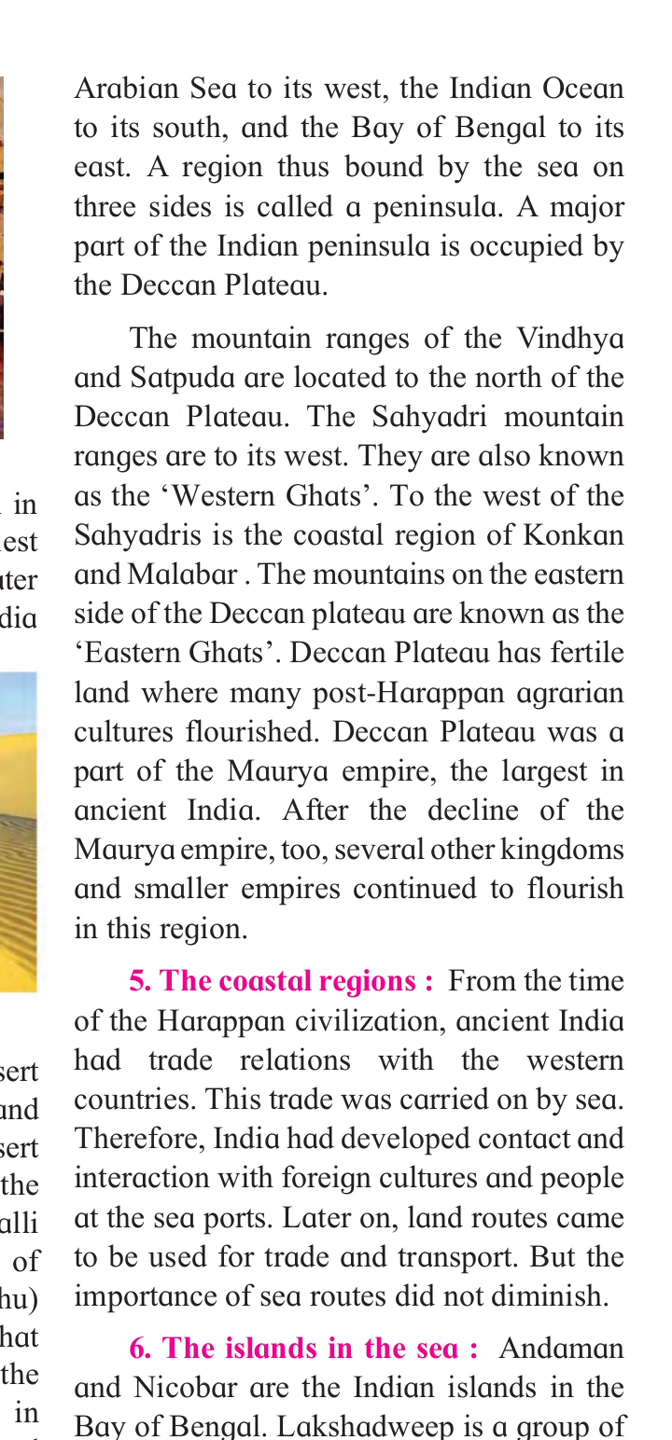 in
sert
and
sert
the
alli
of
hu)
hat
the
in
Arabian Sea to its west, the Indian Ocean
to its south, and the Bay of Bengal to its
east. A region thus bound by the sea on
three sides is called a peninsula. A major
part of the Indian peninsula is occupied by
the Deccan Plateau.
The mountain ranges of the Vindhya
and Satpuda are located to the north of the
Deccan Plateau. The Sahyadri mountain
ranges are to its west. They are also known
as the ‘Western Ghats’. To the west of the
Sahyadris is the coastal region of Konkan
and Malabar . The mountains on the eastern
side of the Deccan plateau are known as the
‘Eastern Ghats’. Deccan Plateau has fertile
land where many post-Harappan agrarian
cultures flourished. Deccan Plateau was a
part of the Maurya empire, the largest in
ancient India. After the decline of the
Maurya empire, too, several other kingdoms
and smaller empires continued to flourish
in this region.
5. The coastal regions : From the time
of the Harappan civilization, ancient India
had trade relations with the western
countries. This trade was carried on by sea.
Therefore, India had developed contact and
interaction with foreign cultures and people
at the sea ports. Later on, land routes came
to be used for trade and transport. But the
importance of sea routes did not diminish.
6. The islands in the sea : Andaman
and Nicobar are the Indian islands in the
Bay of Bengal. Lakshadweep is a group of